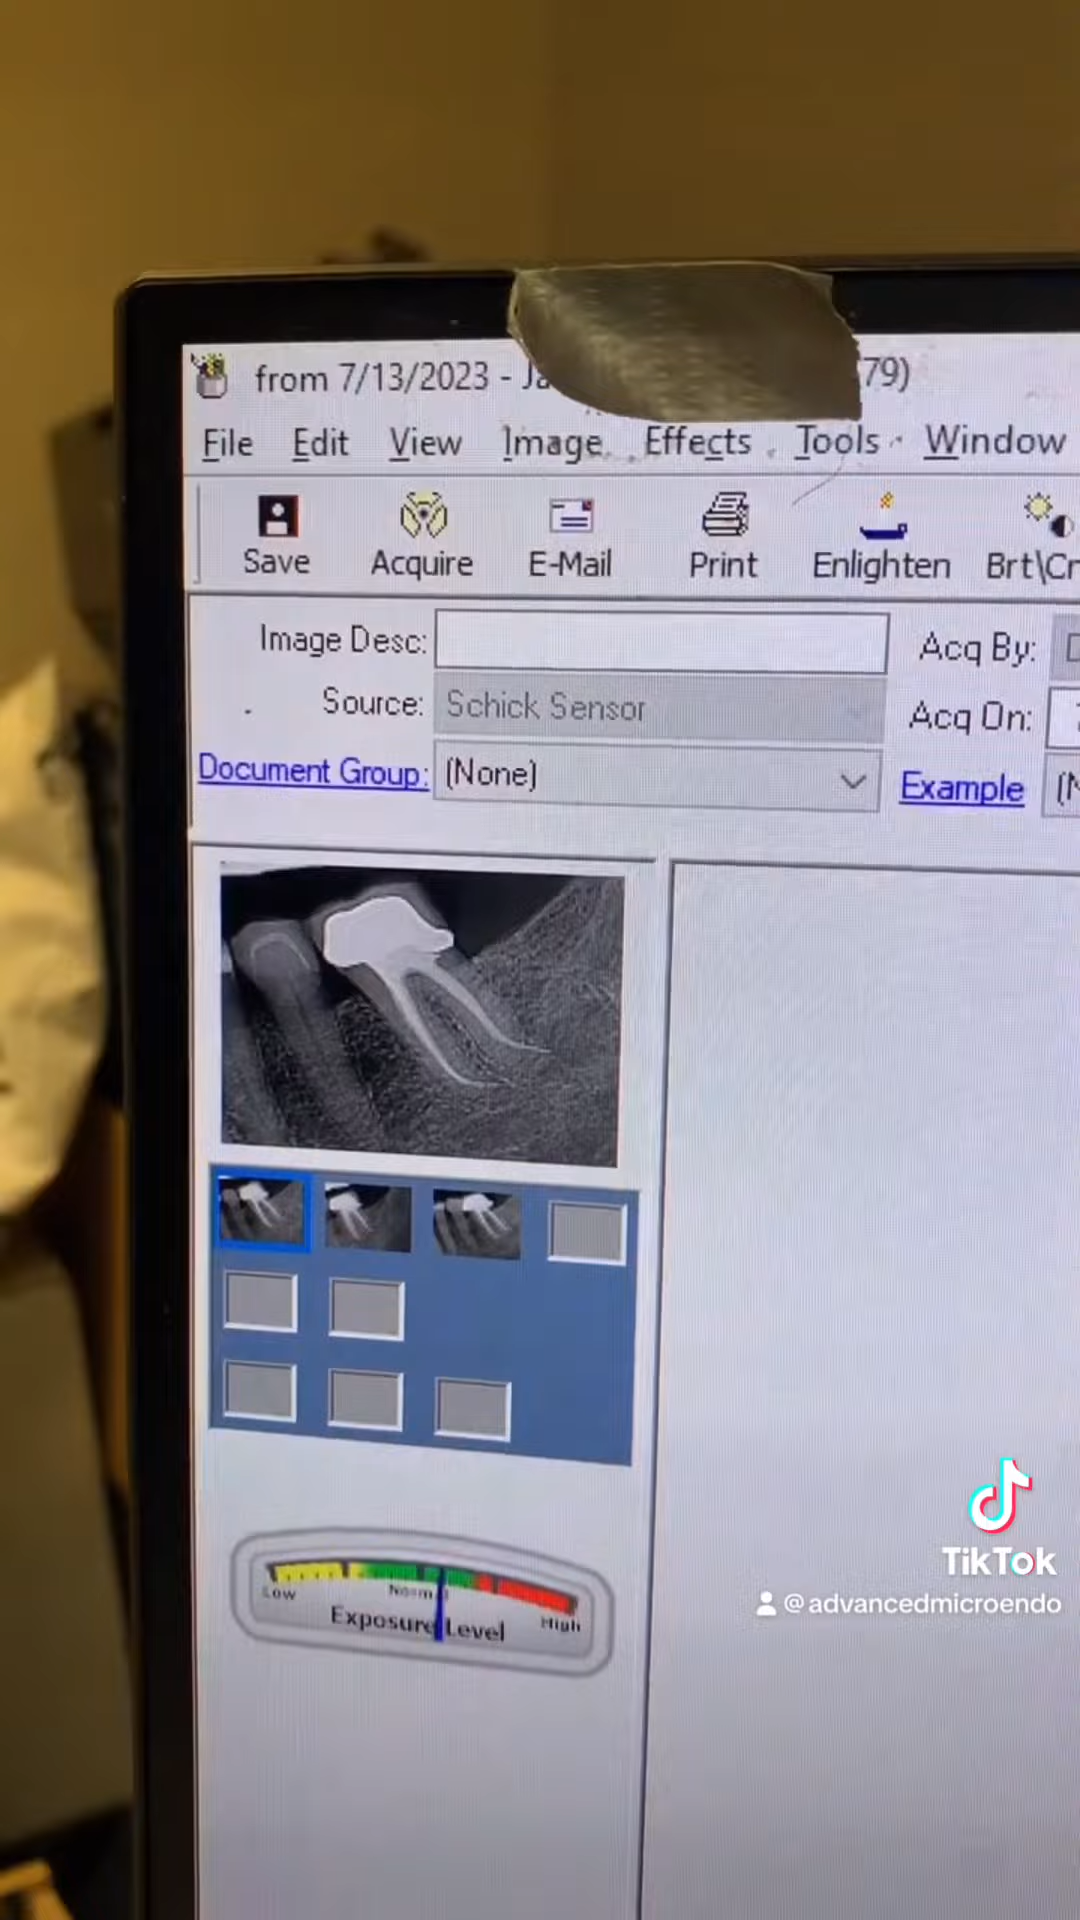 from 7/13/2023 - Ja 79)
File Edit View Image Effects Tools Window
Save Acquire E-Mail Print Enlighten Brt\Cr
Image Desc: Acq By:
Source: Schick Sensor Acq On:
Document Group: (None) Example
Low Norm High
Exposure Level
TikTok
@advancedmicroendo